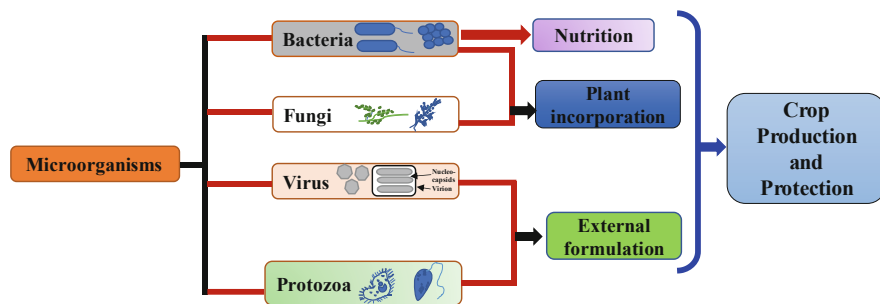 Microorganisms
Bacteria
Fungi
Virus
Nucleo-
capsids
Virion
Protozoa
Nutrition
Plant
incorporation
External
formulation
Crop
Production
and
Protection